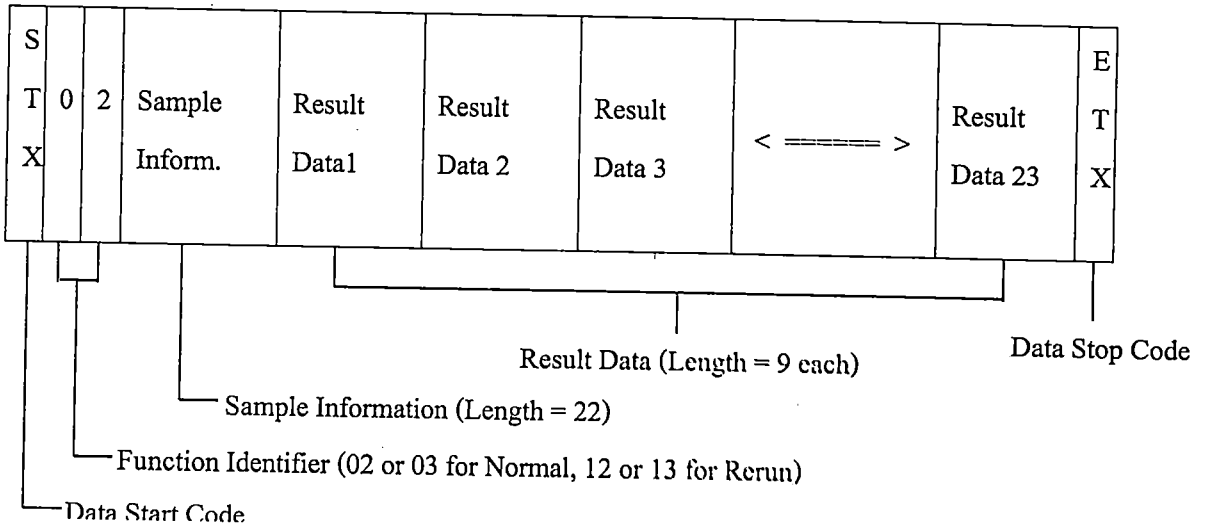 STX
0
2
Sample
Inform.
Result
Data1
Result
Data 2
Result
Data 3
< ====== >
Result
Data 23
ETX
Result Data (Length = 9 each)
Data Stop Code
Sample Information (Length = 22)
Function Identifier (02 or 03 for Normal, 12 or 13 for Rerun)
Data Start Code